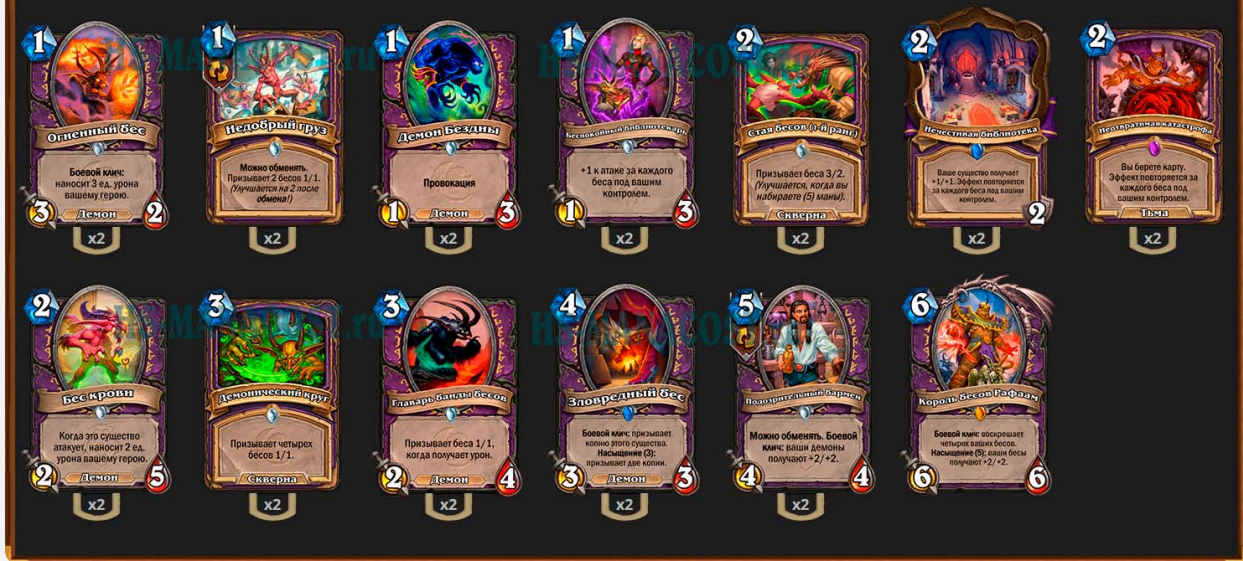 1
Огненный бес
Боевой клич:
наносит 3 ед. урона
вашему герою.
3
Демон
2
x2
1
Недобрый груз
Можно обменять.
Призывает 2 бесов 1/1.
(Улучшается на 2 после
обмена!)
x2
1
Демон Бездны
Провокация
1
Демон
3
x2
1
Беспокойный библиотекарь
+1 к атаке за каждого
беса под вашим
контролем.
1
3
x2
2
Стая бесов (1-й ранг)
Призывает беса 3/2.
(Улучшается, когда вы
набираете (5) маны).
Скверна
x2
2
Нечестивая библиотека
Ваше существо получает
+1/+1. Эффект повторяется
за каждого беса под вашим
контролем.
2
x2
2
Неотвратимая катастрофа
Вы берете карту.
Эффект повторяется за
каждого беса под
вашим контролем.
Тьма
x2
2
Бес крови
Когда это существо
атакует, наносит 2 ед.
урона вашему герою.
2
Демон
5
x2
3
Демонический круг
Призывает четырех
бесов 1/1.
Скверна
x2
3
Главарь банды бесов
Призывает беса 1/1,
когда получает урон.
2
Демон
4
x2
4
Зловредный бес
Боевой клич: призывает
копию этого существа.
Насыщение (3):
призывает две копии.
3
Демон
3
x2
5
Подозрительный бармен
Можно обменять. Боевой
клич: ваши демоны
получают +2/+2.
4
4
x2
6
Король бесов Рафаам
Боевой клич: воскрешает
четырех ваших бесов.
Насыщение (5): ваши бесы
получают +2/+2.
6
6